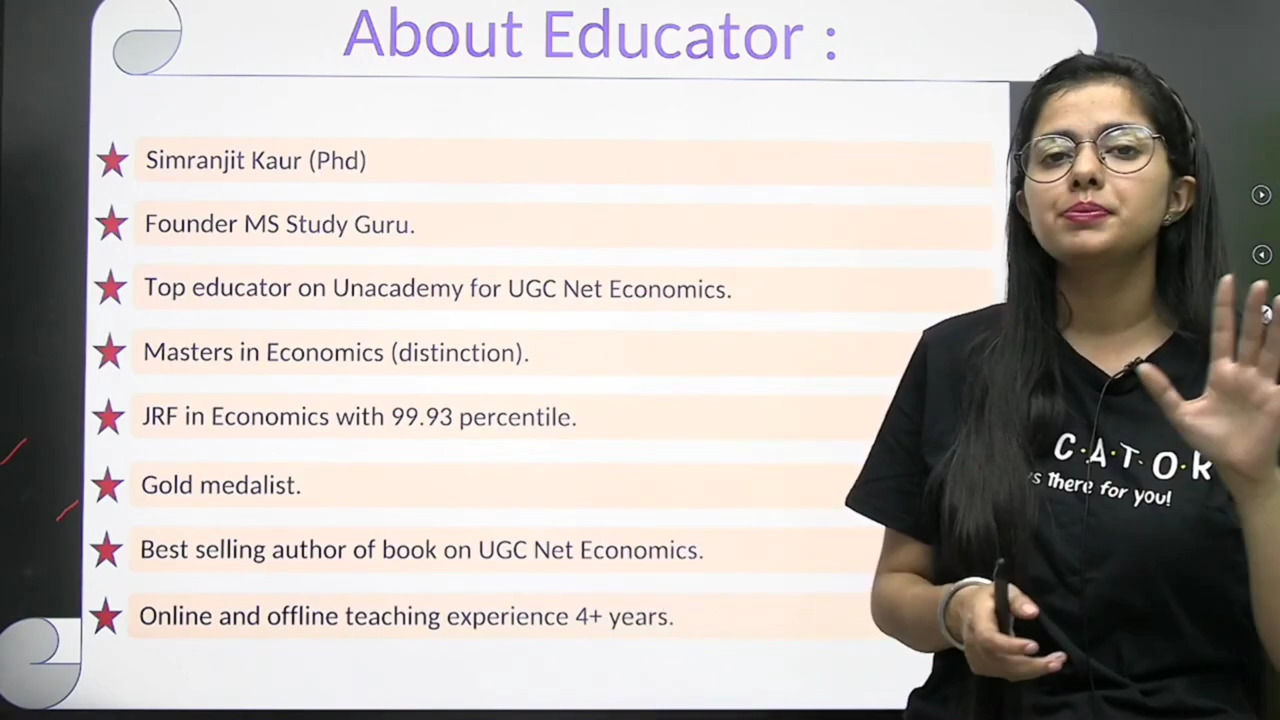 About Educator :
Simranjit Kaur (Phd)
Founder MS Study Guru.
Top educator on Unacademy for UGC Net Economics.
Masters in Economics (distinction).
JRF in Economics with 99.93 percentile.
Gold medalist.
Best selling author of book on UGC Net Economics.
Online and offline teaching experience 4+ years.
C·A·T·O·R
there for you!